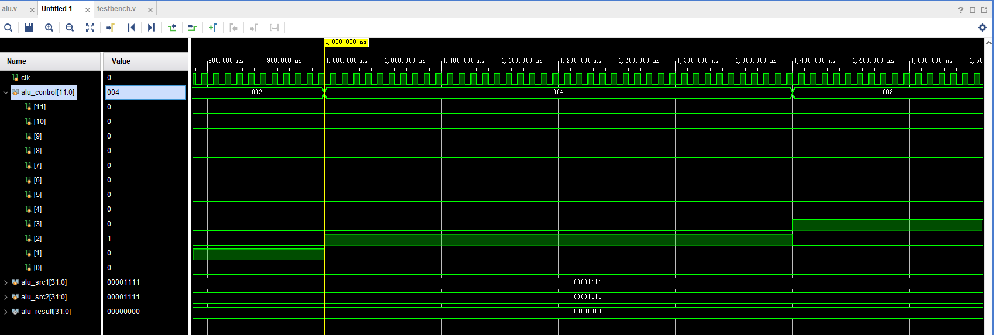 alu.v × Untitled 1 × testbench.v ×
?
1,000.000 ns
Name Value
900.000 ns 950.000 ns 1,000.000 ns 1,050.000 ns 1,100.000 ns 1,150.000 ns 1,200.000 ns 1,250.000 ns 1,300.000 ns 1,350.000 ns 1,400.000 ns 1,450.000 ns 1,500.000 ns 1,55
clk 0
alu_control[11:0] 004 002 004 008
[11] 0
[10] 0
[9] 0
[8] 0
[7] 0
[6] 0
[5] 0
[4] 0
[3] 0
[2] 1
[1] 0
[0] 0
alu_src1[31:0] 00001111 00001111
alu_src2[31:0] 00001111 00001111
alu_result[31:0] 00000000 00000000